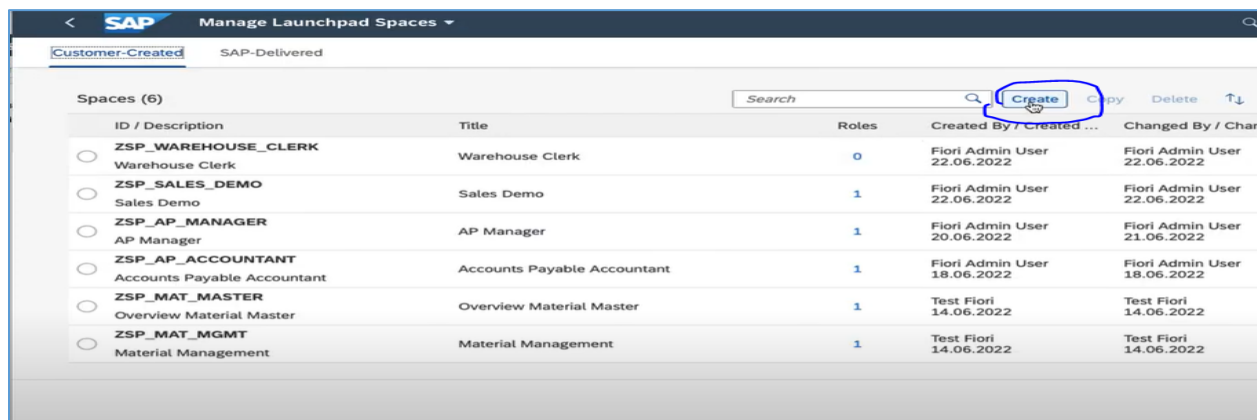 SAP Manage Launchpad Spaces
Customer-Created SAP-Delivered
Spaces (6) Search Create Copy Delete
ID / Description Title Roles Created By / Created ... Changed By / Char
ZSP_WAREHOUSE_CLERK
Warehouse Clerk
Warehouse Clerk 0
Fiori Admin User
22.06.2022
Fiori Admin User
22.06.2022
ZSP_SALES_DEMO
Sales Demo
Sales Demo 1
Fiori Admin User
22.06.2022
Fiori Admin User
22.06.2022
ZSP_AP_MANAGER
AP Manager
AP Manager 1
Fiori Admin User
20.06.2022
Fiori Admin User
21.06.2022
ZSP_AP_ACCOUNTANT
Accounts Payable Accountant
Accounts Payable Accountant 1
Fiori Admin User
18.06.2022
Fiori Admin User
18.06.2022
ZSP_MAT_MASTER
Overview Material Master
Overview Material Master 1
Test Fiori
14.06.2022
Test Fiori
14.06.2022
ZSP_MAT_MGMT
Material Management
Material Management 1
Test Fiori
14.06.2022
Test Fiori
14.06.2022